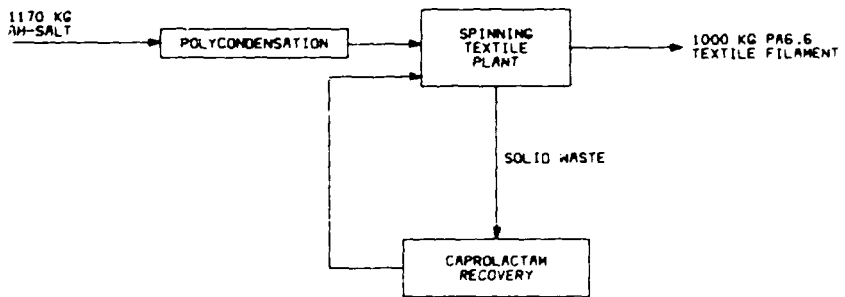 1170 KG
AH-SALT
POLYCONDENSATION
SPINNING
TEXTILE
PLANT
1000 KG PA6.6
TEXTILE FILAMENT
SOLID WASTE
CAPROLACTAM
RECOVERY